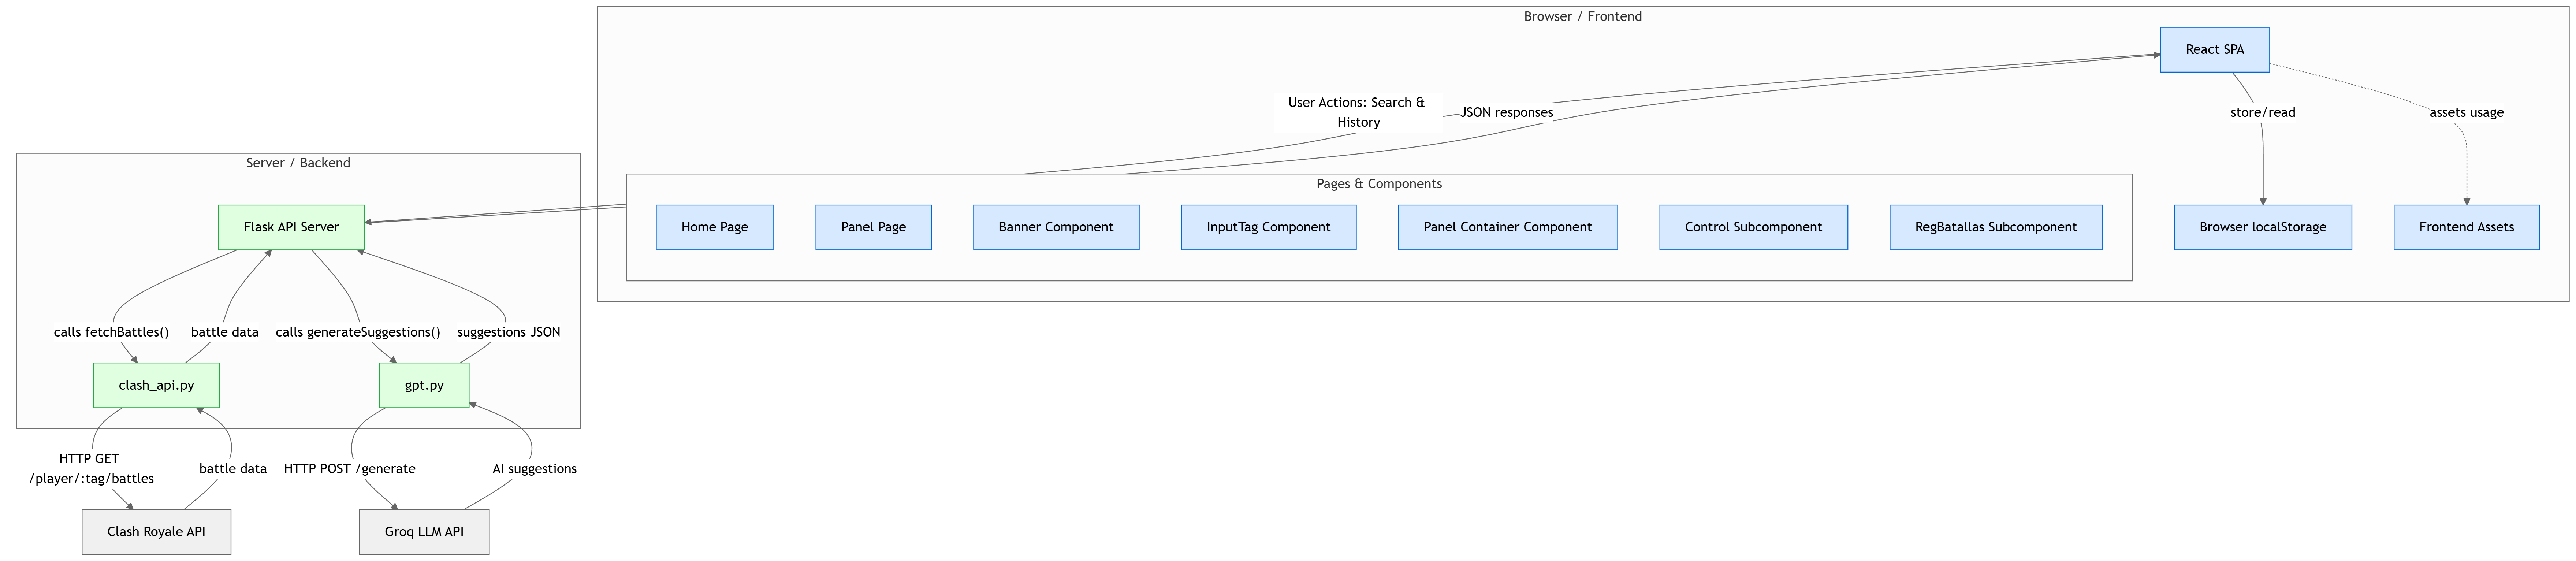 Browser / Frontend
React SPA
User Actions: Search &
History
JSON responses
store/read
assets usage
Server / Backend
Pages & Components
Flask API Server
Home Page
Panel Page
Banner Component
InputTag Component
Panel Container Component
Control Subcomponent
RegBatallas Subcomponent
Browser localStorage
Frontend Assets
calls fetchBattles()
battle data
calls generateSuggestions()
suggestions JSON
clash_api.py
gpt.py
HTTP GET
/player/:tag/battles
battle data
HTTP POST /generate
AI suggestions
Clash Royale API
Groq LLM API